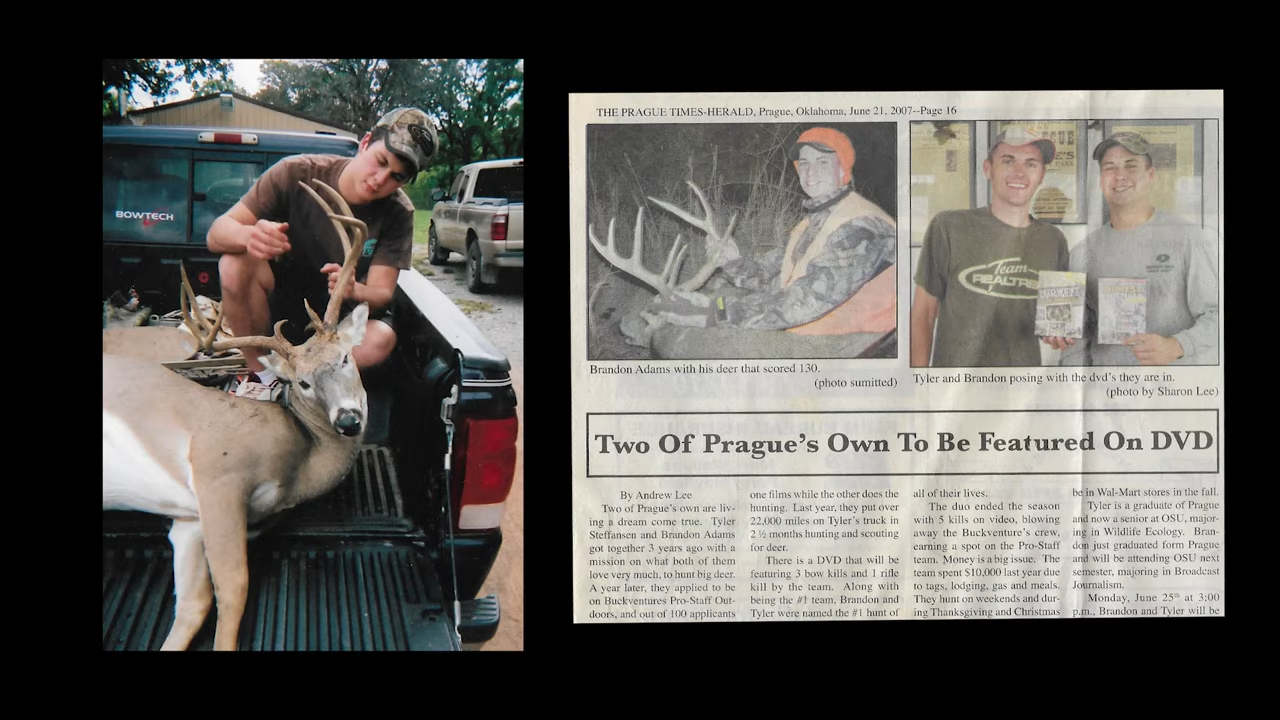 BOWTECH
THE PRAGUE TIMES-HERALD, Prague, Oklahoma, June 21, 2007--Page 16
Brandon Adams with his deer that scored 130.
(photo sumitted)
Team
REALTREE
Tyler and Brandon posing with the dvd's they are in.
(photo by Sharon Lee)
Two Of Prague's Own To Be Featured On DVD
By Andrew Lee
Two of Prague's own are liv-
ing a dream come true. Tyler
Steffansen and Brandon Adams
got together 3 years ago with a
mission on what both of them
love very much, to hunt big deer.
A year later, they applied to be
on Buckventures Pro-Staff Out-
doors, and out of 100 applicants
one films while the other does the
hunting. Last year, they put over
22,000 miles on Tyler's truck in
2 ½ months hunting and scouting
for deer.
There is a DVD that will be
featuring 3 bow kills and 1 rifle
kill by the team. Along with
being the #1 team, Brandon and
Tyler were named the #1 hunt of
all of their lives.
The duo ended the season
with 5 kills on video, blowing
away the Buckventure's crew,
earning a spot on the Pro-Staff
team. Money is a big issue. The
team spent $10,000 last year due
to tags, lodging, gas and meals.
They hunt on weekends and dur-
ing Thanksgiving and Christmas
be in Wal-Mart stores in the fall.
Tyler is a graduate of Prague
and now a senior at OSU, major-
ing in Wildlife Ecology. Bran-
don just graduated form Prague
and will be attending OSU next
semester, majoring in Broadcast
Journalism.
Monday, June 25th at 3:00
p.m., Brandon and Tyler will be